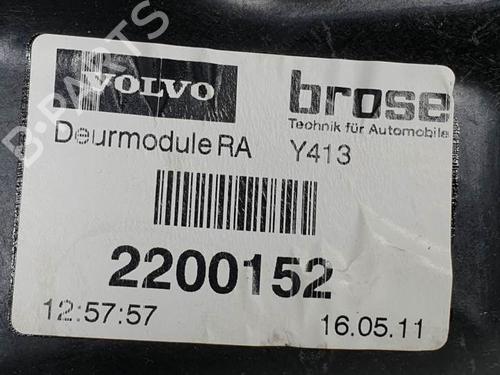 VOLVO
brose
Technik für Automobile
Deurmodule RA Y413
2200152
12:57:57 16.05.11
B-PARTS